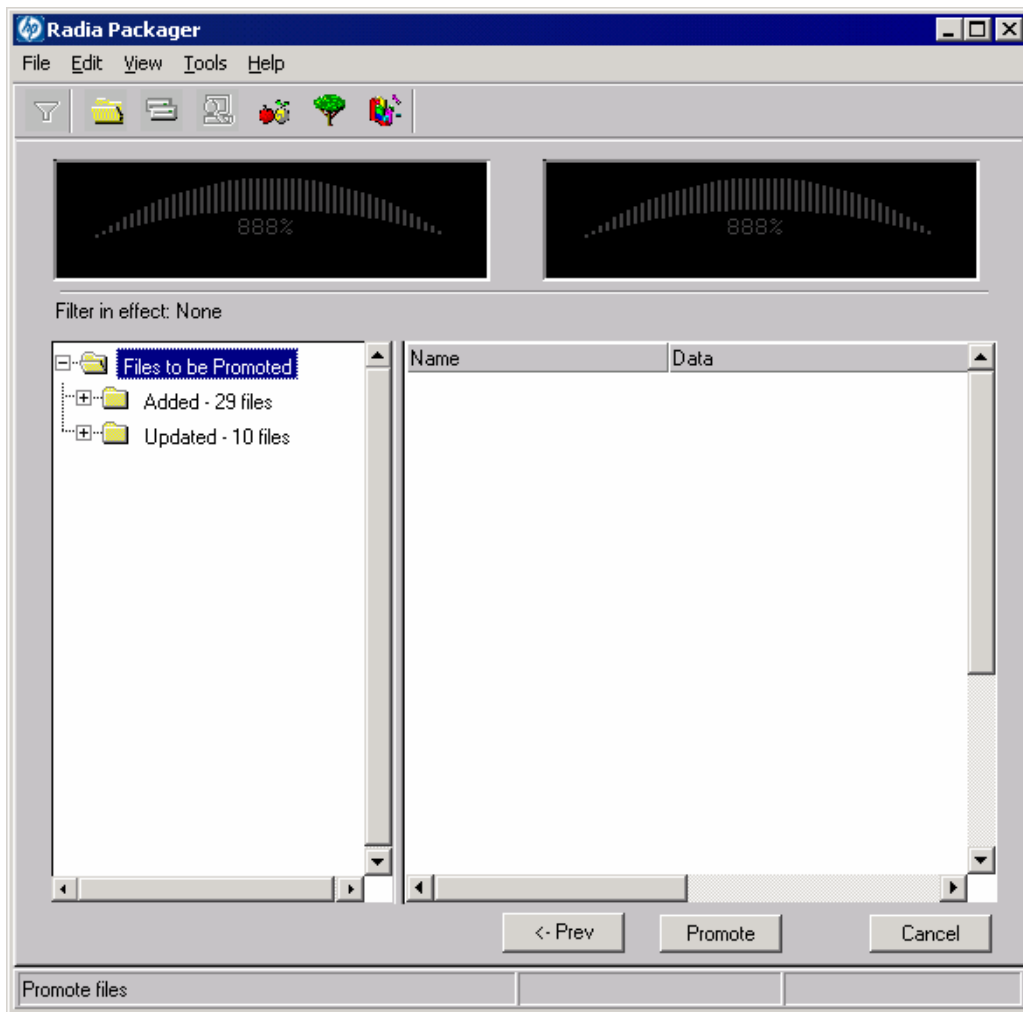 hp Radia Packager
File Edit View Tools Help
888% 888%
Filter in effect: None
Files to be Promoted
Added - 29 files
Updated - 10 files
Name Data
<- Prev Promote Cancel
Promote files